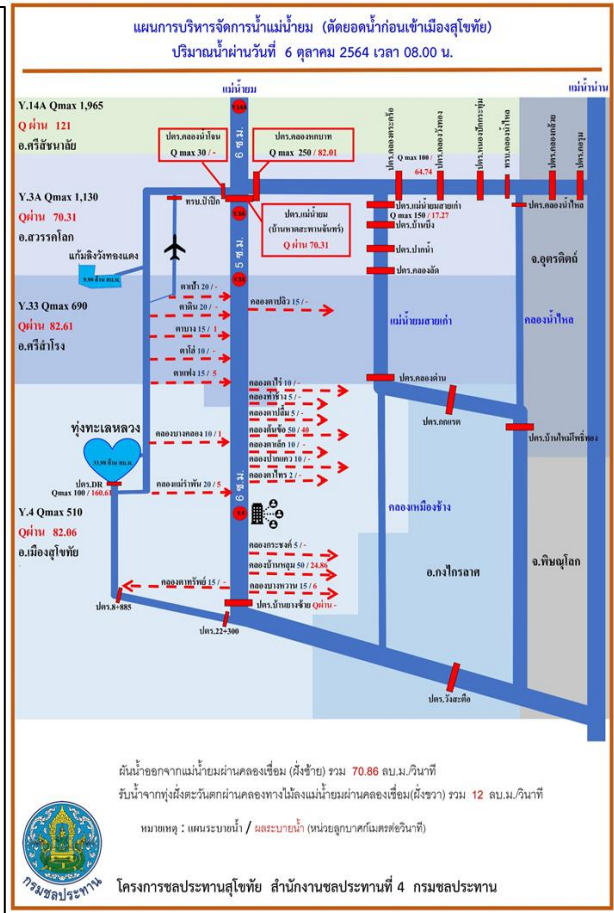 แผนการบริหารจัดการน้ำแม่น้ำยม (ตัดยอดน้ำก่อนเข้าเมืองสุโขทัย)
ปริมาณน้ำผ่านวันที่ 6 ตุลาคม 2564 เวลา 08.00 น.
แม่น้ำยม
แม่น้ำน่าน
Y.14A Qmax 1,965
Q ผ่าน 121
อ.ศรีสัชนาลัย
6 ช.ม.
ปตร.คลองน้ำโจน
Q max 30 / -
ปตร.คลองหกบาท
Q max 250 / 82.01
ปตร.คลองตะคร้อ
Q max 100 /
64.74
ปตร.คลองวังทอง
ปตร.หนองปักกระทุ่ม
ทรบ.คลองน้ำไหล
ปตร.คลองกล้วย
ปตร.คอรุม
Y.3A Qmax 1,130
Qผ่าน 70.31
อ.สวรรคโลก
ทรบ.ป่าปีก
ปตร.แม่น้ำยม
(บ้านหาดสะพานจันทร์)
Q ผ่าน 70.31
ปตร.แม่น้ำยมสายเก่า
Q max 150 / 17.27
ปตร.บ้านบึง
ปตร.ปากน้ำ
ปตร.คลองลัด
ปตร.คลองน้ำไหล
จ.อุตรดิตถ์
5 ช.ม.
แก้มลิงวังทองแดง
Y.33 Qmax 690
Qผ่าน 82.61
อ.ศรีสำโรง
ตาเป้า 20 / -
คลองตาปลิว 15 / -
ตาดิน 20 / -
ตาบาง 15 / 1
ตาโส่ 10 / -
ตาแฟง 15 / 5
แม่น้ำยมสายเก่า
คลองน้ำไหล
ปตร.คลองด่าน
ปตร.กกแรต
ปตร.บ้านใหม่โพธิ์ทอง
คลองตาไร่ 10 / -
คลองท่าช้าง 5 / -
คลองตาปลื้ม 5 / -
คลองต้นข้อ 50 / 40
คลองตาเล็ก 10 / -
คลองปากแคว 10 / -
คลองตาไทร 2 / -
ทุ่งทะเลหลวง
คลองบางคลอง 10 / 1
ปตร.DR
Qmax 100 / 160.61
คลองแม่รำพัน 20 / 5
6 ช.ม.
คลองเหมืองช้าง
Y.4 Qmax 510
Qผ่าน 82.06
อ.เมืองสุโขทัย
คลองกระชงค์ 5 / -
คลองบ้านหลุม 50 / 24.86
คลองบางหวาน 15 / 6
คลองตาทรัพย์ 15 / -
ปตร.บ้านยางซ้าย Qผ่าน -
อ.กงไกรลาศ
จ.พิษณุโลก
ปตร.8+885
ปตร.22+300
ปตร.วังสะตือ
ผันน้ำออกจากแม่น้ำยมผ่านคลองเชื่อม (ฝั่งซ้าย) รวม 70.86 ลบ.ม./วินาที
รับน้ำจากทุ่งฝั่งตะวันตกผ่านคลองทางไม้ลงแม่น้ำยมผ่านคลองเชื่อม(ฝั่งขวา) รวม 12 ลบ.ม./วินาที
หมายเหตุ : แผนระบายน้ำ / ผลระบายน้ำ (หน่วยลูกบาศก์เมตรต่อวินาที)
กรมชลประทาน
โครงการชลประทานสุโขทัย สำนักงานชลประทานที่ 4 กรมชลประทาน